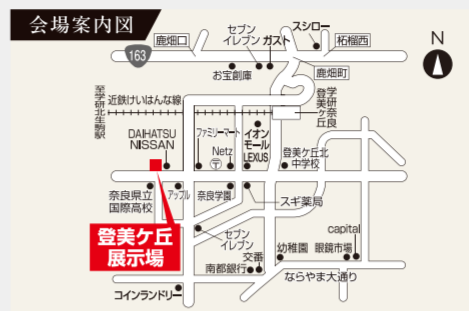 会場案内図
N
163
鹿畑口
セブン
イレブン
ガスト
スシロー
柘榴西
お宝創庫
鹿畑町
至学研北生駒駅
近鉄けいはんな線
学研奈良
登美ケ丘
DAIHATSU
NISSAN
ファミリーマート
Netz
〒
イオン
モール
LEXUS
登美ケ丘北
中学校
奈良県立
国際高校
アップル
奈良学園
スギ薬局
登美ケ丘
展示場
セブン
イレブン
交番
南都銀行
幼稚園
眼鏡市場
capital
ならやま大通り
コインランドリー